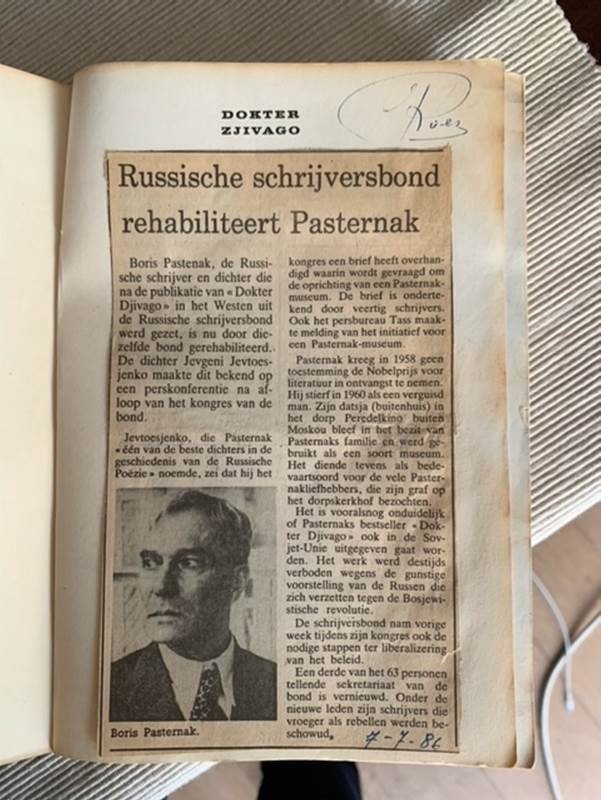 DOKTER
ZJIVAGO
Russische schrijversbond
rehabiliteert Pasternak
Boris Pastenak, de Russi-
sche schrijver en dichter die
na de publikatie van «Dokter
Djivago» in het Westen uit
de Russische schrijversbond
werd gezet, is nu door die-
zelfde bond gerehabiliteerd.
De dichter Jevgeni Jevtoes-
jenko maakte dit bekend op
een perskonferentie na af-
loop van het kongres van de
bond.
Jevtoesjenko, die Pasternak
«één van de beste dichters in de
geschiedenis van de Russische
Poëzie» noemde, zei dat hij het
kongres een brief heeft overhan-
digd waarin wordt gevraagd om
de oprichting van een Pasternak-
museum. De brief is onderte-
kend door veertig schrijvers.
Ook het persbureau Tass maak-
te melding van het initiatief voor
een Pasternak-museum.
Pasternak kreeg in 1958 geen
toestemming de Nobelprijs voor
literatuur in ontvangst te nemen.
Hij stierf in 1960 als een verguisd
man. Zijn datsja (buitenhuis) in
het dorp Peredelkino buiten
Moskou bleef in het bezit van
Pasternaks familie en werd ge-
bruikt als een soort museum.
Het diende tevens als bede-
vaartsoord voor de vele Paster-
nakliefhebbers, die zijn graf op
het dorpskerkhof bezochten.
Het is vooralsnog onduidelijk
of Pasternaks bestseller «Dok-
ter Djivago» ook in de Sov-
jet-Unie uitgegeven gaat wor-
den. Het werk werd destijds
verboden wegens de gunstige
voorstelling van de Russen die
zich verzetten tegen de Bosjewi-
stische revolutie.
De schrijversbond nam vorige
week tijdens zijn kongres ook de
nodige stappen ter liberalizering
van het beleid.
Een derde van het 63 personen
tellende sekretariaat van de
bond is vernieuwd. Onder de
nieuwe leden zijn schrijvers die
vroeger als rebellen werden be-
schouwd.
7-7-86
Boris Pasternak.